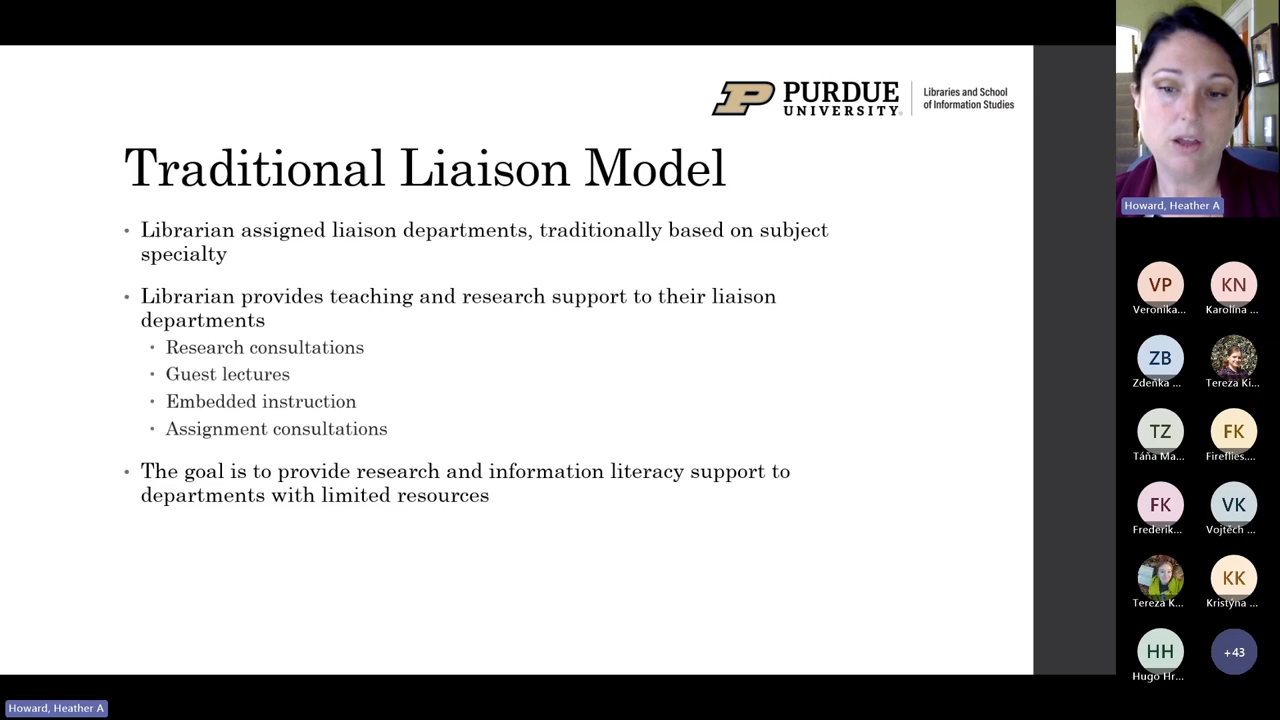 PURDUE
UNIVERSITY®
Libraries and School
of Information Studies
Traditional Liaison Model
• Librarian assigned liaison departments, traditionally based on subject
specialty
• Librarian provides teaching and research support to their liaison
departments
• Research consultations
• Guest lectures
• Embedded instruction
• Assignment consultations
• The goal is to provide research and information literacy support to
departments with limited resources
Howard, Heather A
VP
KN
Veronika...
Karolína ...
ZB
Zdeňka ...
Tereza Ki...
TZ
FK
Táňa Ma...
Fireflies....
FK
VK
Frederik...
Vojtěch ...
KK
Tereza K...
Kristýna ...
HH
+43
Hugo Hr...
Howard, Heather A